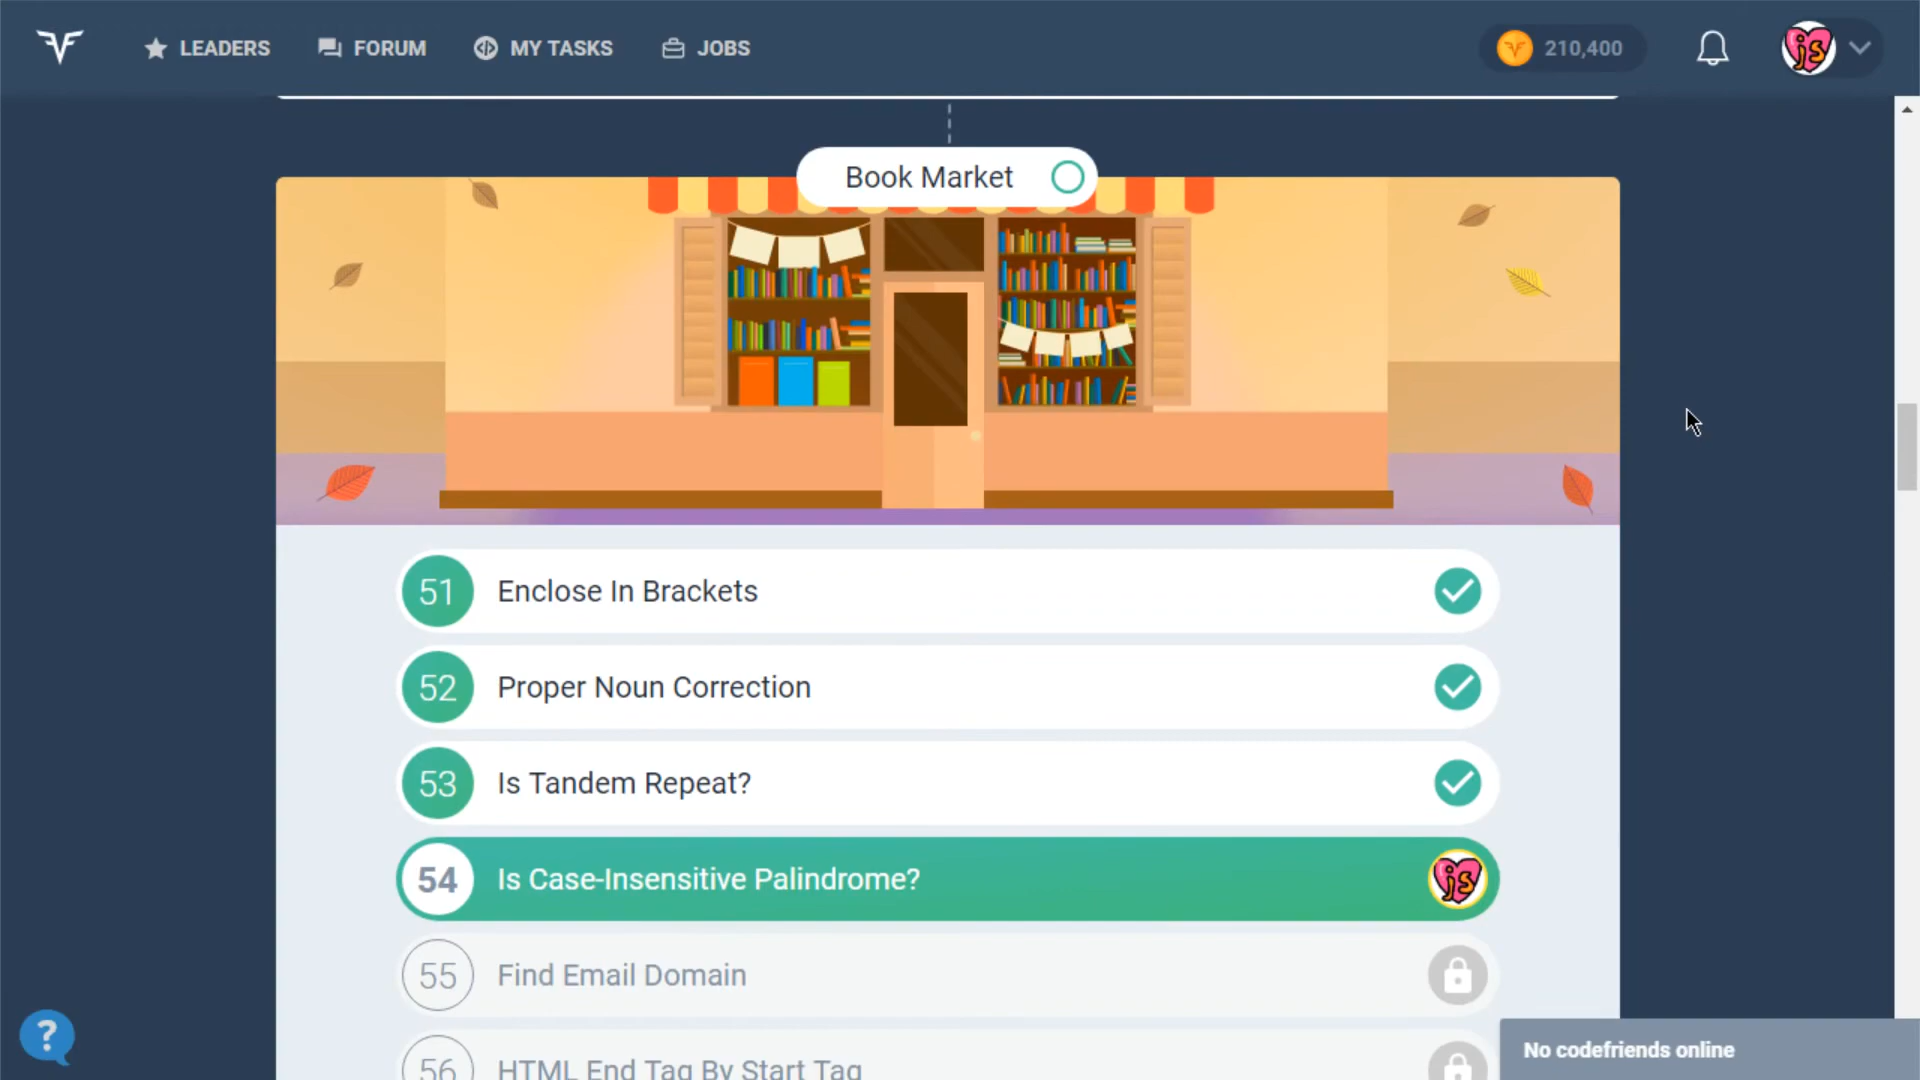 LEADERS
FORUM
MY TASKS
JOBS
210,400
js
Book Market
51 Enclose In Brackets
52 Proper Noun Correction
53 Is Tandem Repeat?
54 Is Case-Insensitive Palindrome?
js
55 Find Email Domain
56 HTML End Tag By Start Tag
?
No codefriends online